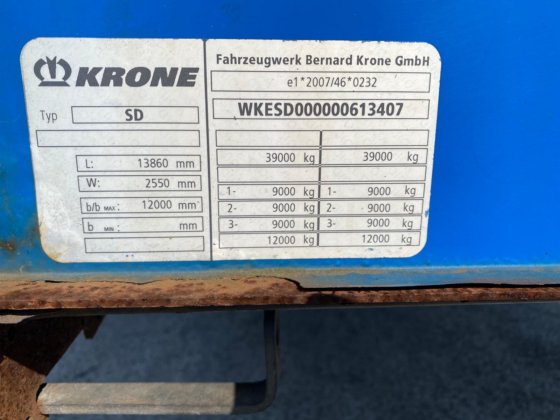 KRONE
Typ SD
L: 13860 mm
W: 2550 mm
b/b MAX: 12000 mm
b MIN: mm
Fahrzeugwerk Bernard Krone GmbH
e1*2007/46*0232
WKESD000000613407
39000 kg 39000 kg
1- 9000 kg 1- 9000 kg
2- 9000 kg 2- 9000 kg
3- 9000 kg 3- 9000 kg
12000 kg 12000 kg